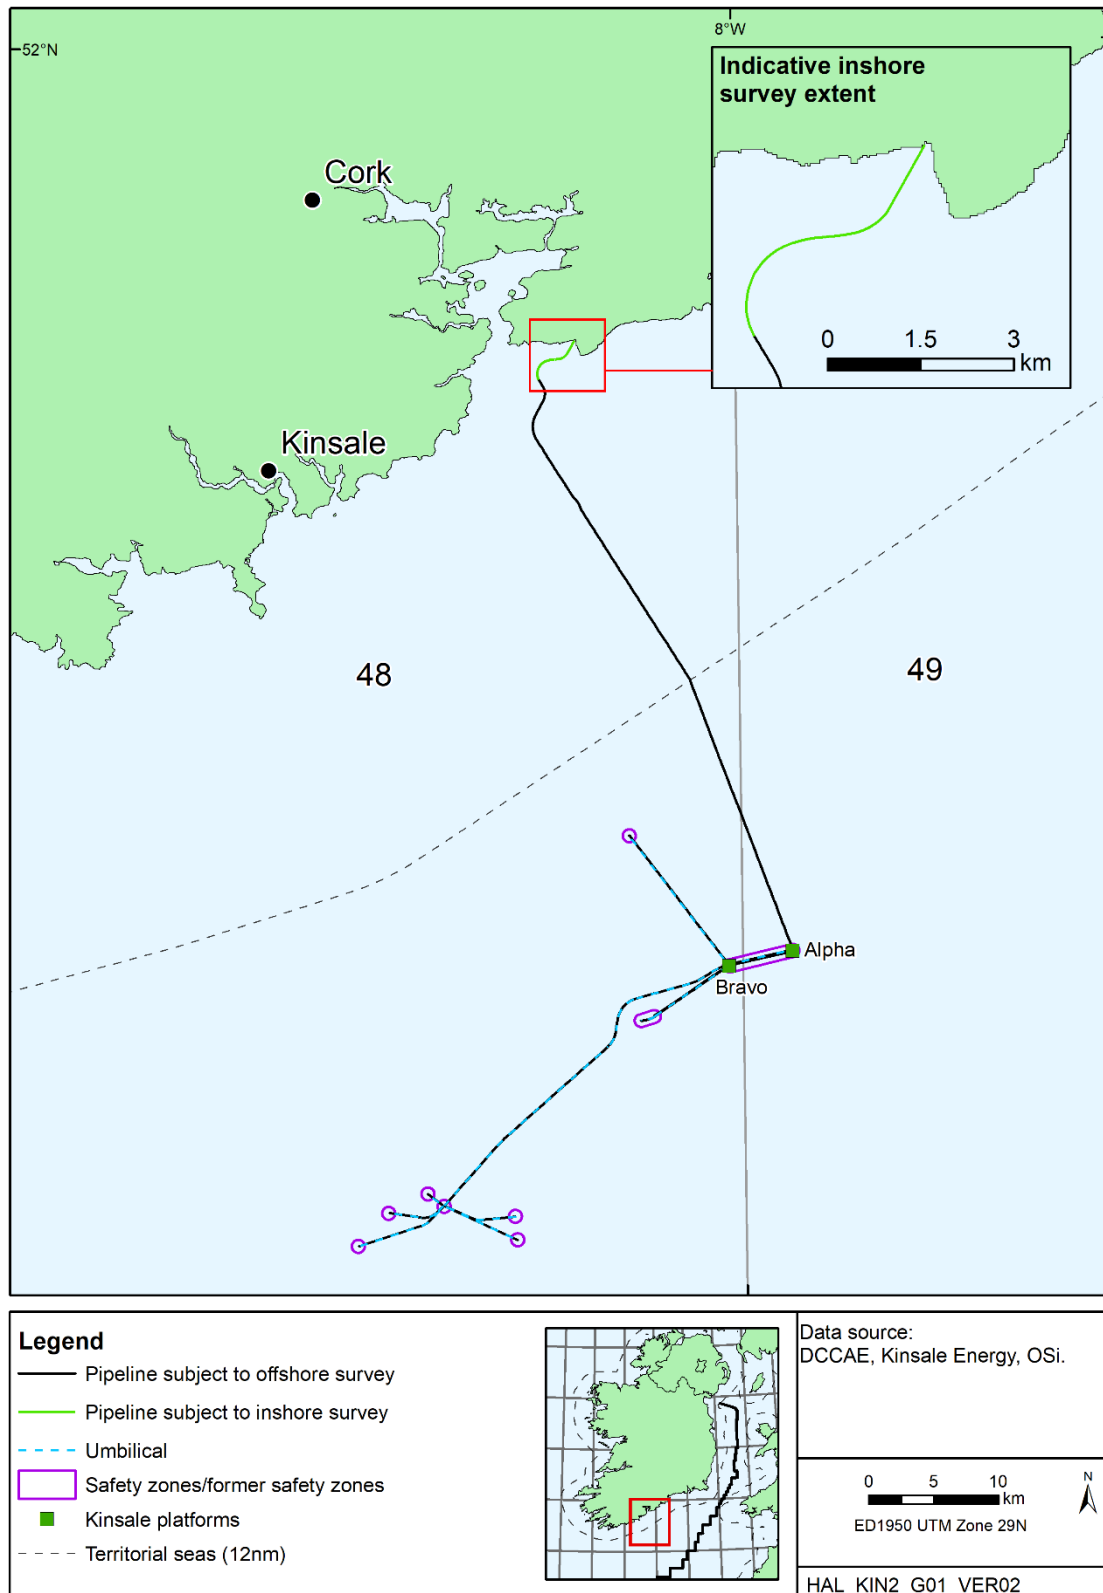 8°W
52°N
Indicative inshore
survey extent
Cork
0 1.5 3
km
Kinsale
48
49
Alpha
Bravo
Legend
Pipeline subject to offshore survey
Pipeline subject to inshore survey
Umbilical
Safety zones/former safety zones
Kinsale platforms
Territorial seas (12nm)
Data source:
DCCAE, Kinsale Energy, OSi.
0 5 10
km
N
ED1950 UTM Zone 29N
HAL_KIN2_G01_VER02